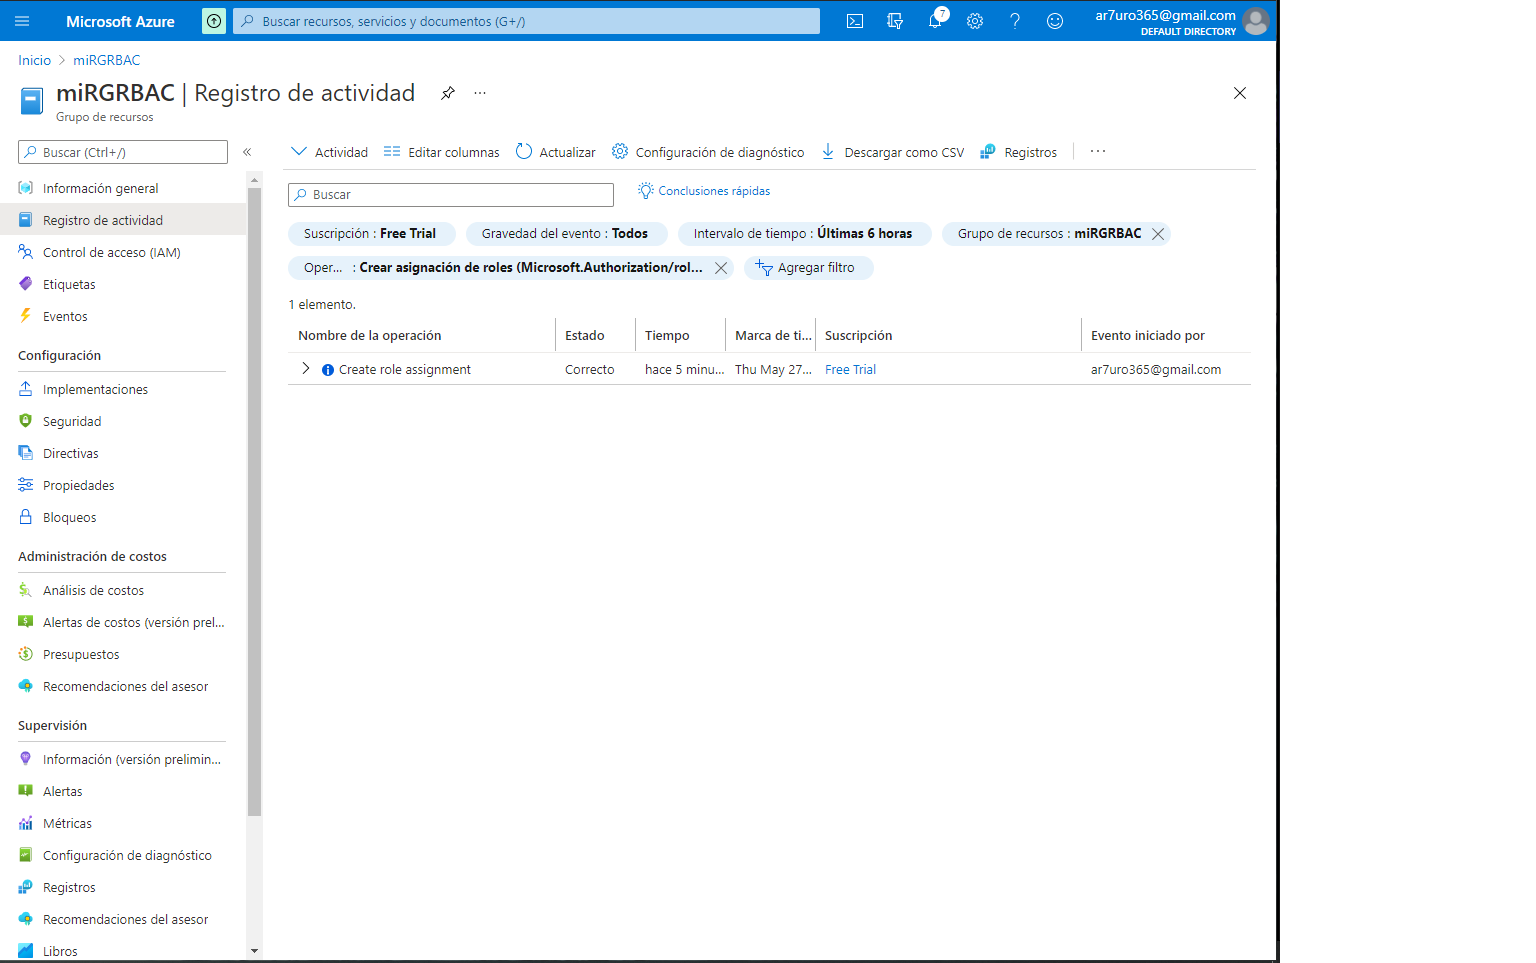 Microsoft Azure
Buscar recursos, servicios y documentos (G+/)
7
ar7uro365@gmail.com
DEFAULT DIRECTORY
Inicio > miRGRBAC
miRGRBAC | Registro de actividad
Grupo de recursos
Buscar (Ctrl+/)
Información general
Registro de actividad
Control de acceso (IAM)
Etiquetas
Eventos
Configuración
Implementaciones
Seguridad
Directivas
Propiedades
Bloqueos
Administración de costos
Análisis de costos
Alertas de costos (versión prel...
Presupuestos
Recomendaciones del asesor
Supervisión
Información (versión prelimin...
Alertas
Métricas
Configuración de diagnóstico
Registros
Recomendaciones del asesor
Libros
Actividad Editar columnas Actualizar Configuración de diagnóstico Descargar como CSV Registros ...
Buscar
Conclusiones rápidas
Suscripción : Free Trial Gravedad del evento : Todos Intervalo de tiempo : Últimas 6 horas Grupo de recursos : miRGRBAC
Oper... : Crear asignación de roles (Microsoft.Authorization/rol... Agregar filtro
1 elemento.
Nombre de la operación Estado Tiempo Marca de ti... Suscripción Evento iniciado por
Create role assignment Correcto hace 5 minu... Thu May 27... Free Trial ar7uro365@gmail.com